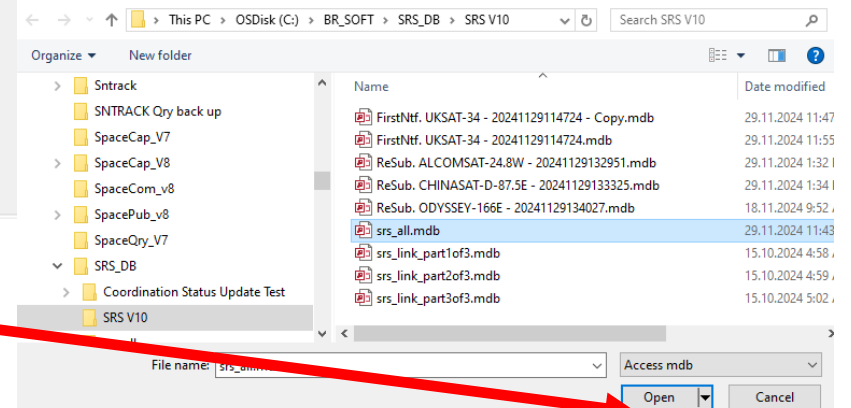 This PC > OSDisk (C:) > BR_SOFT > SRS_DB > SRS V10
Search SRS V10
Organize
New folder
Sntrack
SNTRACK Qry back up
SpaceCap_V7
SpaceCap_V8
SpaceCom_v8
SpacePub_v8
SpaceQry_V7
SRS_DB
Coordination Status Update Test
SRS V10
Name
Date modified
FirstNtf. UKSAT-34 - 20241129114724 - Copy.mdb
29.11.2024 11:47
FirstNtf. UKSAT-34 - 20241129114724.mdb
29.11.2024 11:55
ReSub. ALCOMSAT-24.8W - 20241129132951.mdb
29.11.2024 1:32
ReSub. CHINASAT-D-87.5E - 20241129133325.mdb
29.11.2024 1:34
ReSub. ODYSSEY-166E - 20241129134027.mdb
18.11.2024 9:52
srs_all.mdb
29.11.2024 11:43
srs_link_part1of3.mdb
15.10.2024 4:58
srs_link_part2of3.mdb
15.10.2024 4:59
srs_link_part3of3.mdb
15.10.2024 5:02
File name:
Access mdb
Open
Cancel